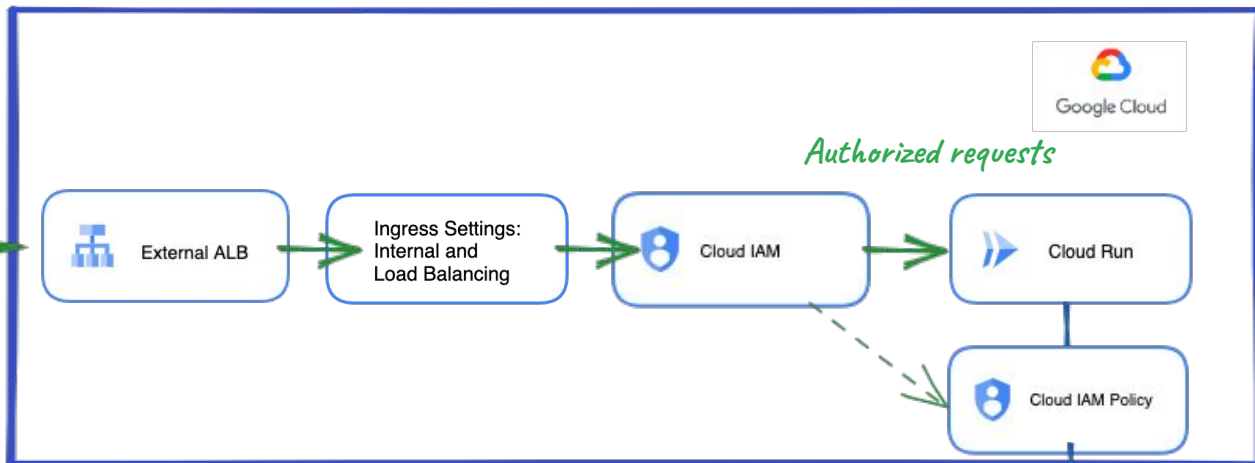 Google Cloud
Authorized requests
External ALB
Ingress Settings:
Internal and
Load Balancing
Cloud IAM
Cloud Run
Cloud IAM Policy